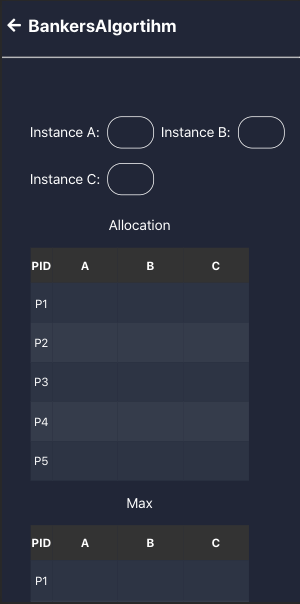 ← BankersAlgortihm
Instance A: Instance B:
Instance C:
Allocation
PID A B C
P1
P2
P3
P4
P5
Max
PID A B C
P1